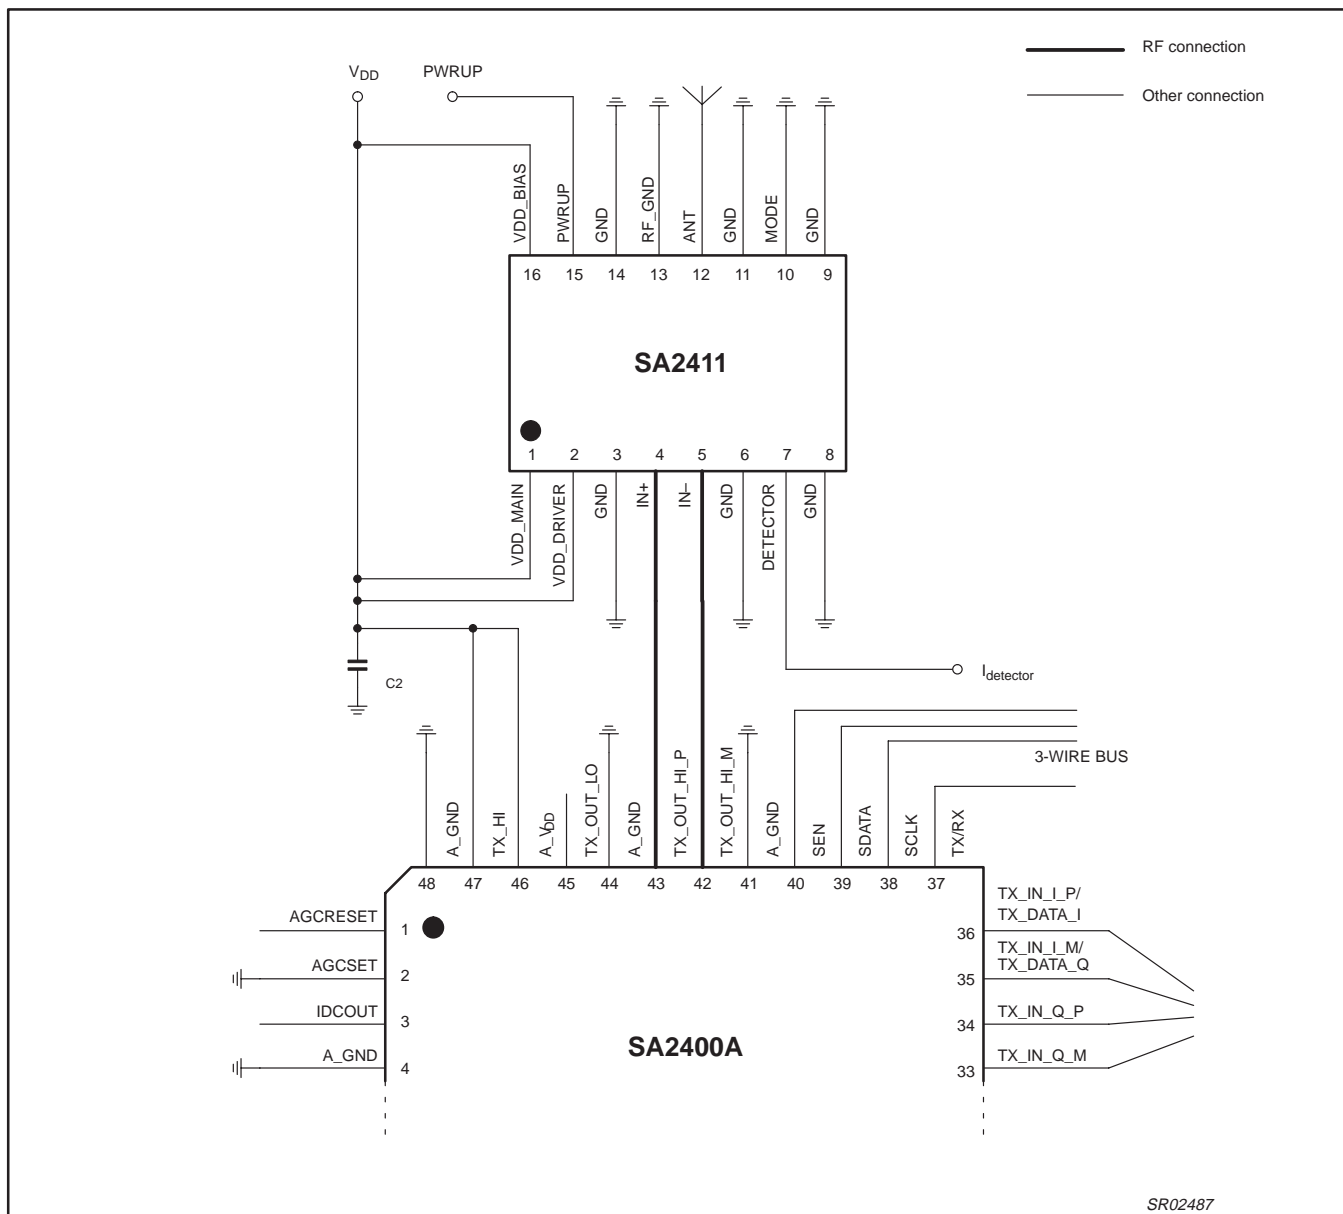 RF connection
Other connection
VDD
PWRUP
VDD_BIAS
PWRUP
GND
RF_GND
ANT
GND
MODE
GND
16 15 14 13 12 11 10 9
SA2411
1 2 3 4 5 6 7 8
VDD_MAIN
VDD_DRIVER
GND
IN+
IN–
GND
DETECTOR
GND
C2
Idetector
3-WIRE BUS
A_GND
TX_HI
A_VDD
TX_OUT_LO
A_GND
TX_OUT_HI_P
TX_OUT_HI_M
A_GND
SEN
SDATA
SCLK
TX/RX
48 47 46 45 44 43 42 41 40 39 38 37
AGCRESET
1
AGCSET
2
IDCOUT
3
A_GND
4
SA2400A
TX_IN_I_P/
TX_DATA_I
36
TX_IN_I_M/
TX_DATA_Q
35
TX_IN_Q_P
34
TX_IN_Q_M
33
SR02487